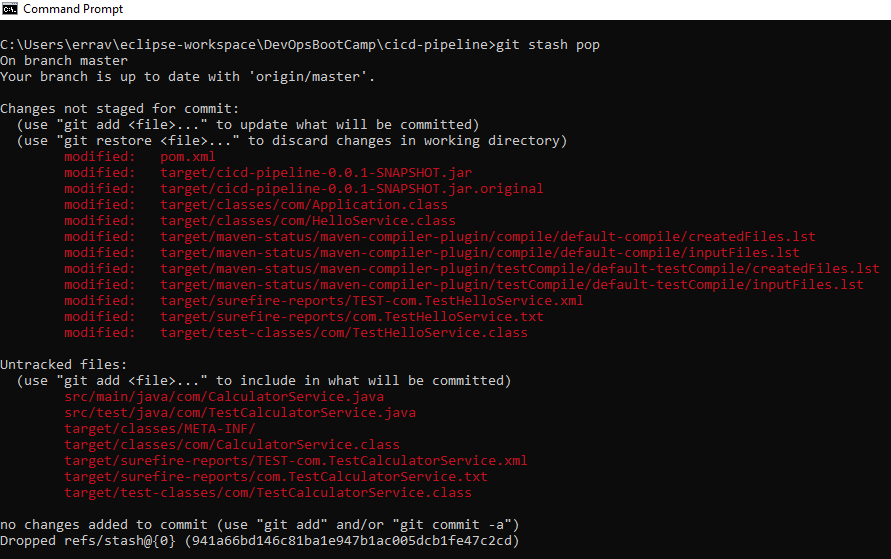 Command Prompt
C:\Users\errav\eclipse-workspace\DevOpsBootCamp\cicd-pipeline>git stash pop
On branch master
Your branch is up to date with 'origin/master'.
Changes not staged for commit:
  (use "git add <file>..." to update what will be committed)
  (use "git restore <file>..." to discard changes in working directory)
        modified:   pom.xml
        modified:   target/cicd-pipeline-0.0.1-SNAPSHOT.jar
        modified:   target/cicd-pipeline-0.0.1-SNAPSHOT.jar.original
        modified:   target/classes/com/Application.class
        modified:   target/classes/com/HelloService.class
        modified:   target/maven-status/maven-compiler-plugin/compile/default-compile/createdFiles.lst
        modified:   target/maven-status/maven-compiler-plugin/compile/default-compile/inputFiles.lst
        modified:   target/maven-status/maven-compiler-plugin/testCompile/default-testCompile/createdFiles.lst
        modified:   target/maven-status/maven-compiler-plugin/testCompile/default-testCompile/inputFiles.lst
        modified:   target/surefire-reports/TEST-com.TestHelloService.xml
        modified:   target/surefire-reports/com.TestHelloService.txt
        modified:   target/test-classes/com/TestHelloService.class
Untracked files:
  (use "git add <file>..." to include in what will be committed)
        src/main/java/com/CalculatorService.java
        src/test/java/com/TestCalculatorService.java
        target/classes/META-INF/
        target/classes/com/CalculatorService.class
        target/surefire-reports/TEST-com.TestCalculatorService.xml
        target/surefire-reports/com.TestCalculatorService.txt
        target/test-classes/com/TestCalculatorService.class
no changes added to commit (use "git add" and/or "git commit -a")
Dropped refs/stash@{0} (941a66bd146c81ba1e947b1ac005dcb1fe47c2cd)